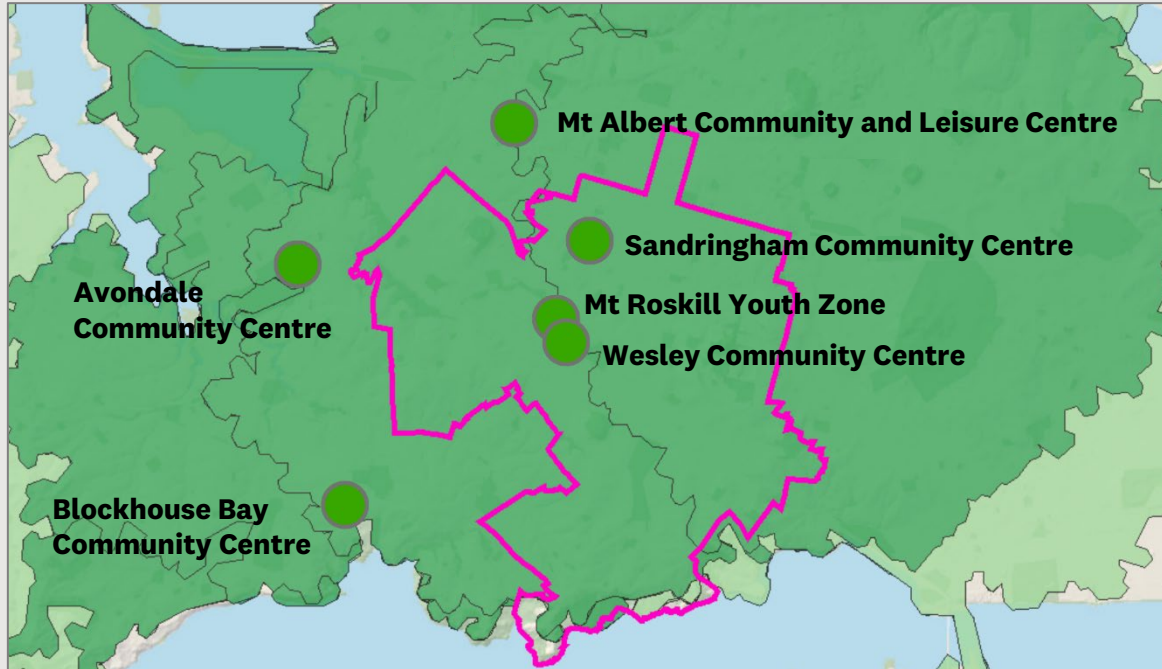 Mt Albert Community and Leisure Centre
Sandringham Community Centre
Avondale
Community Centre
Mt Roskill Youth Zone
Wesley Community Centre
Blockhouse Bay
Community Centre